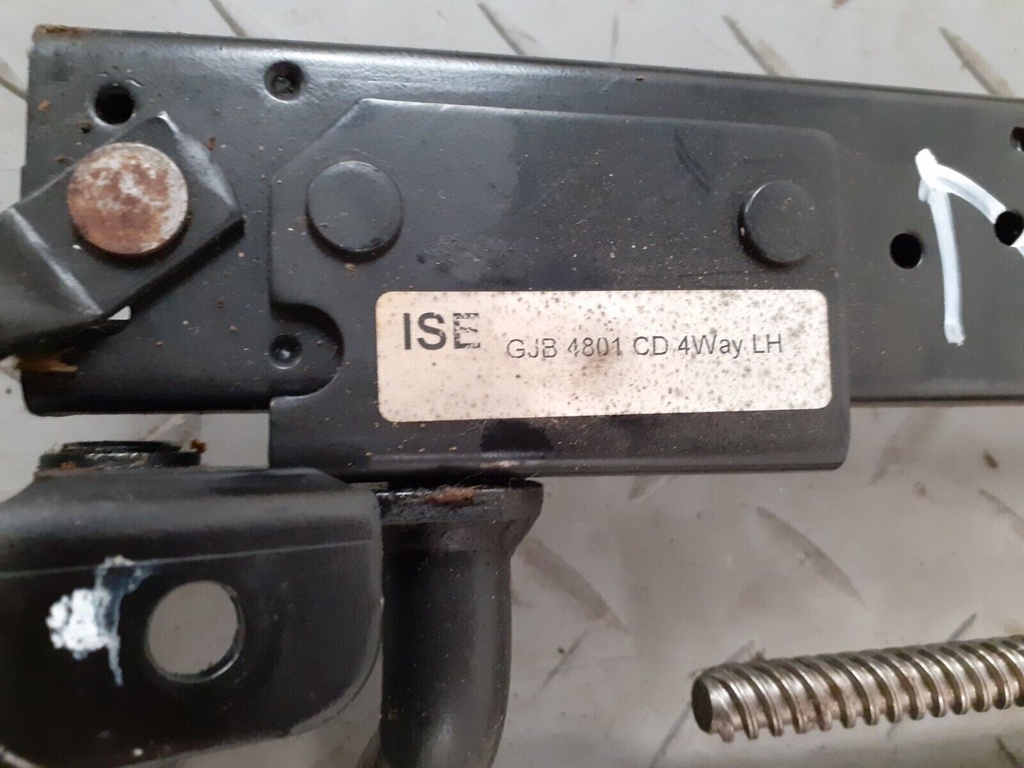 ISE GJB 4801 CD 4Way LH